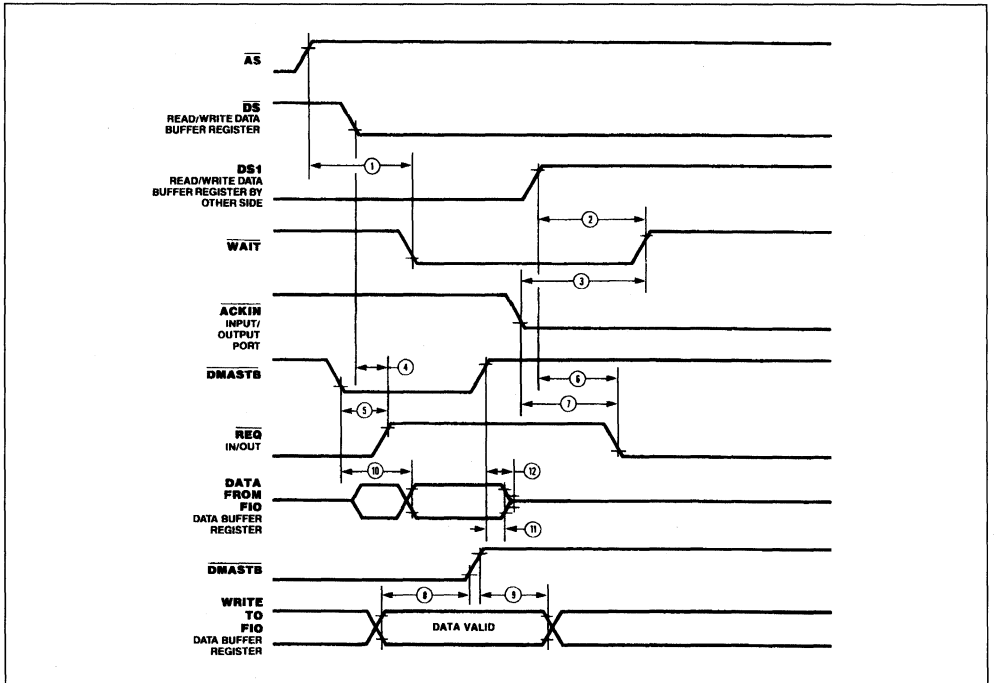 AS
DS
READ/WRITE DATA
BUFFER REGISTER
1
DS1
READ/WRITE DATA
BUFFER REGISTER BY
OTHER SIDE
2
WAIT
3
ACKIN
INPUT/
OUTPUT
PORT
4
DMASTB
6
5
7
REQ
IN/OUT
10
12
DATA
FROM
FIO
DATA BUFFER
REGISTER
11
DMASTB
8
9
WRITE
TO
FIO
DATA BUFFER
REGISTER
DATA VALID